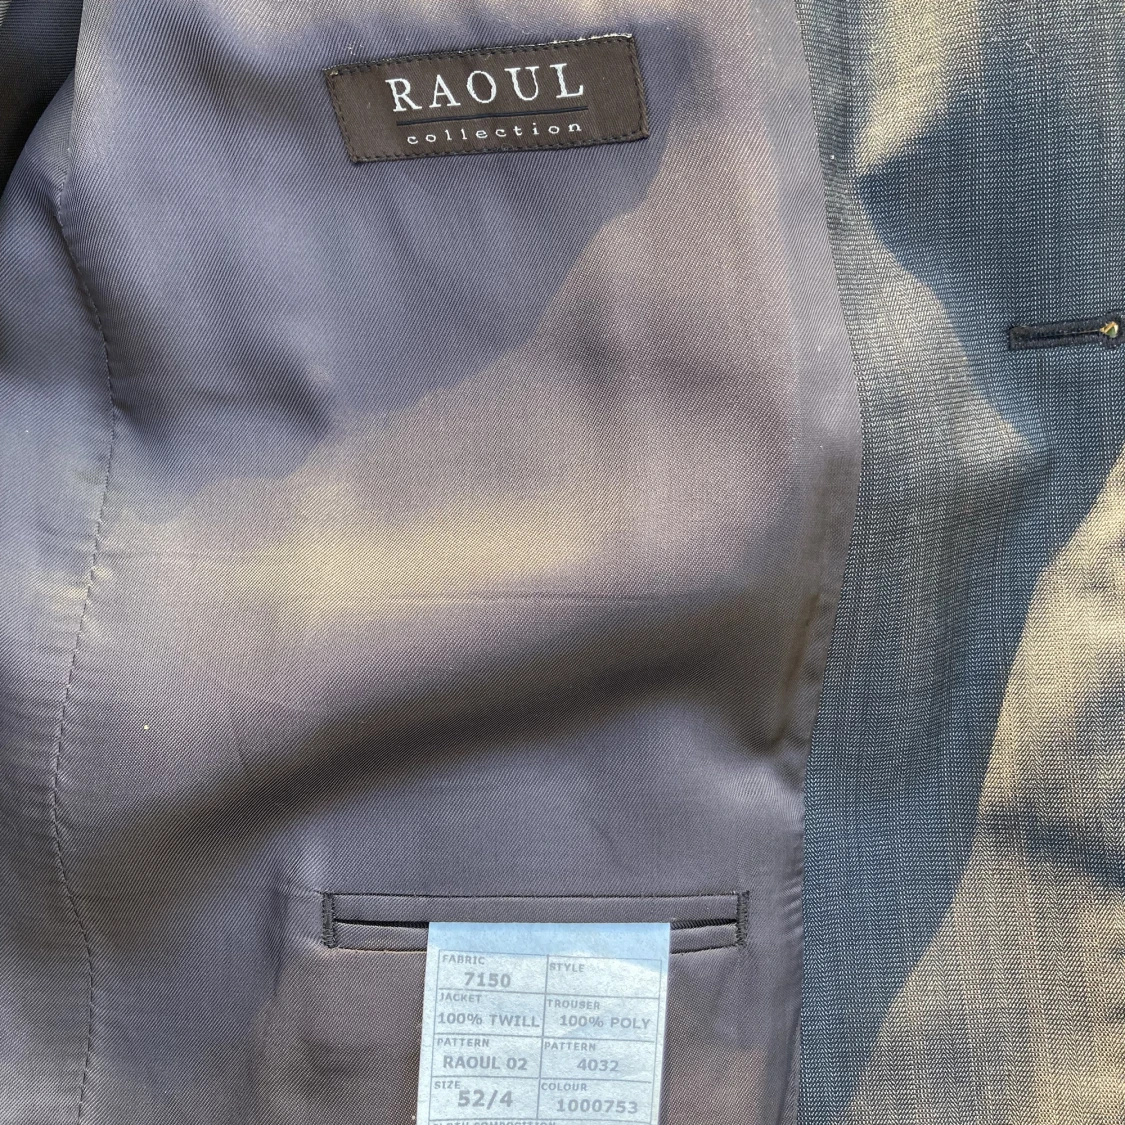 RAOUL
collection
FABRIC STYLE
7150
JACKET TROUSER
100% TWILL 100% POLY
PATTERN PATTERN
RAOUL 02 4032
SIZE COLOUR
52/4 1000753